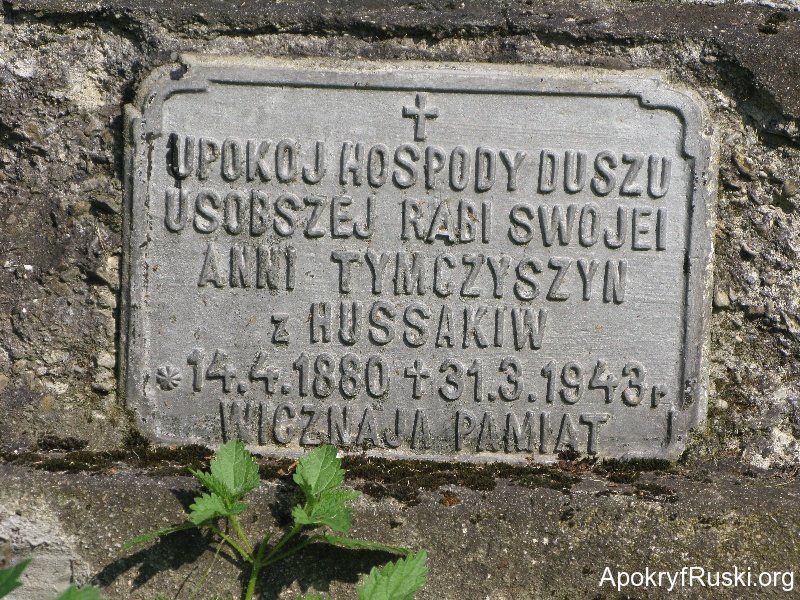 UPOKOJ HOSPODY DUSZU
USOBSZEJ RABI SWOJEI
ANNI TYMCZYSZYN
z HUSSAKIW
* 14.4.1880 ✝ 31.3.1943 r.
WICZNAJA PAMIAT
ApokryfRuski.org